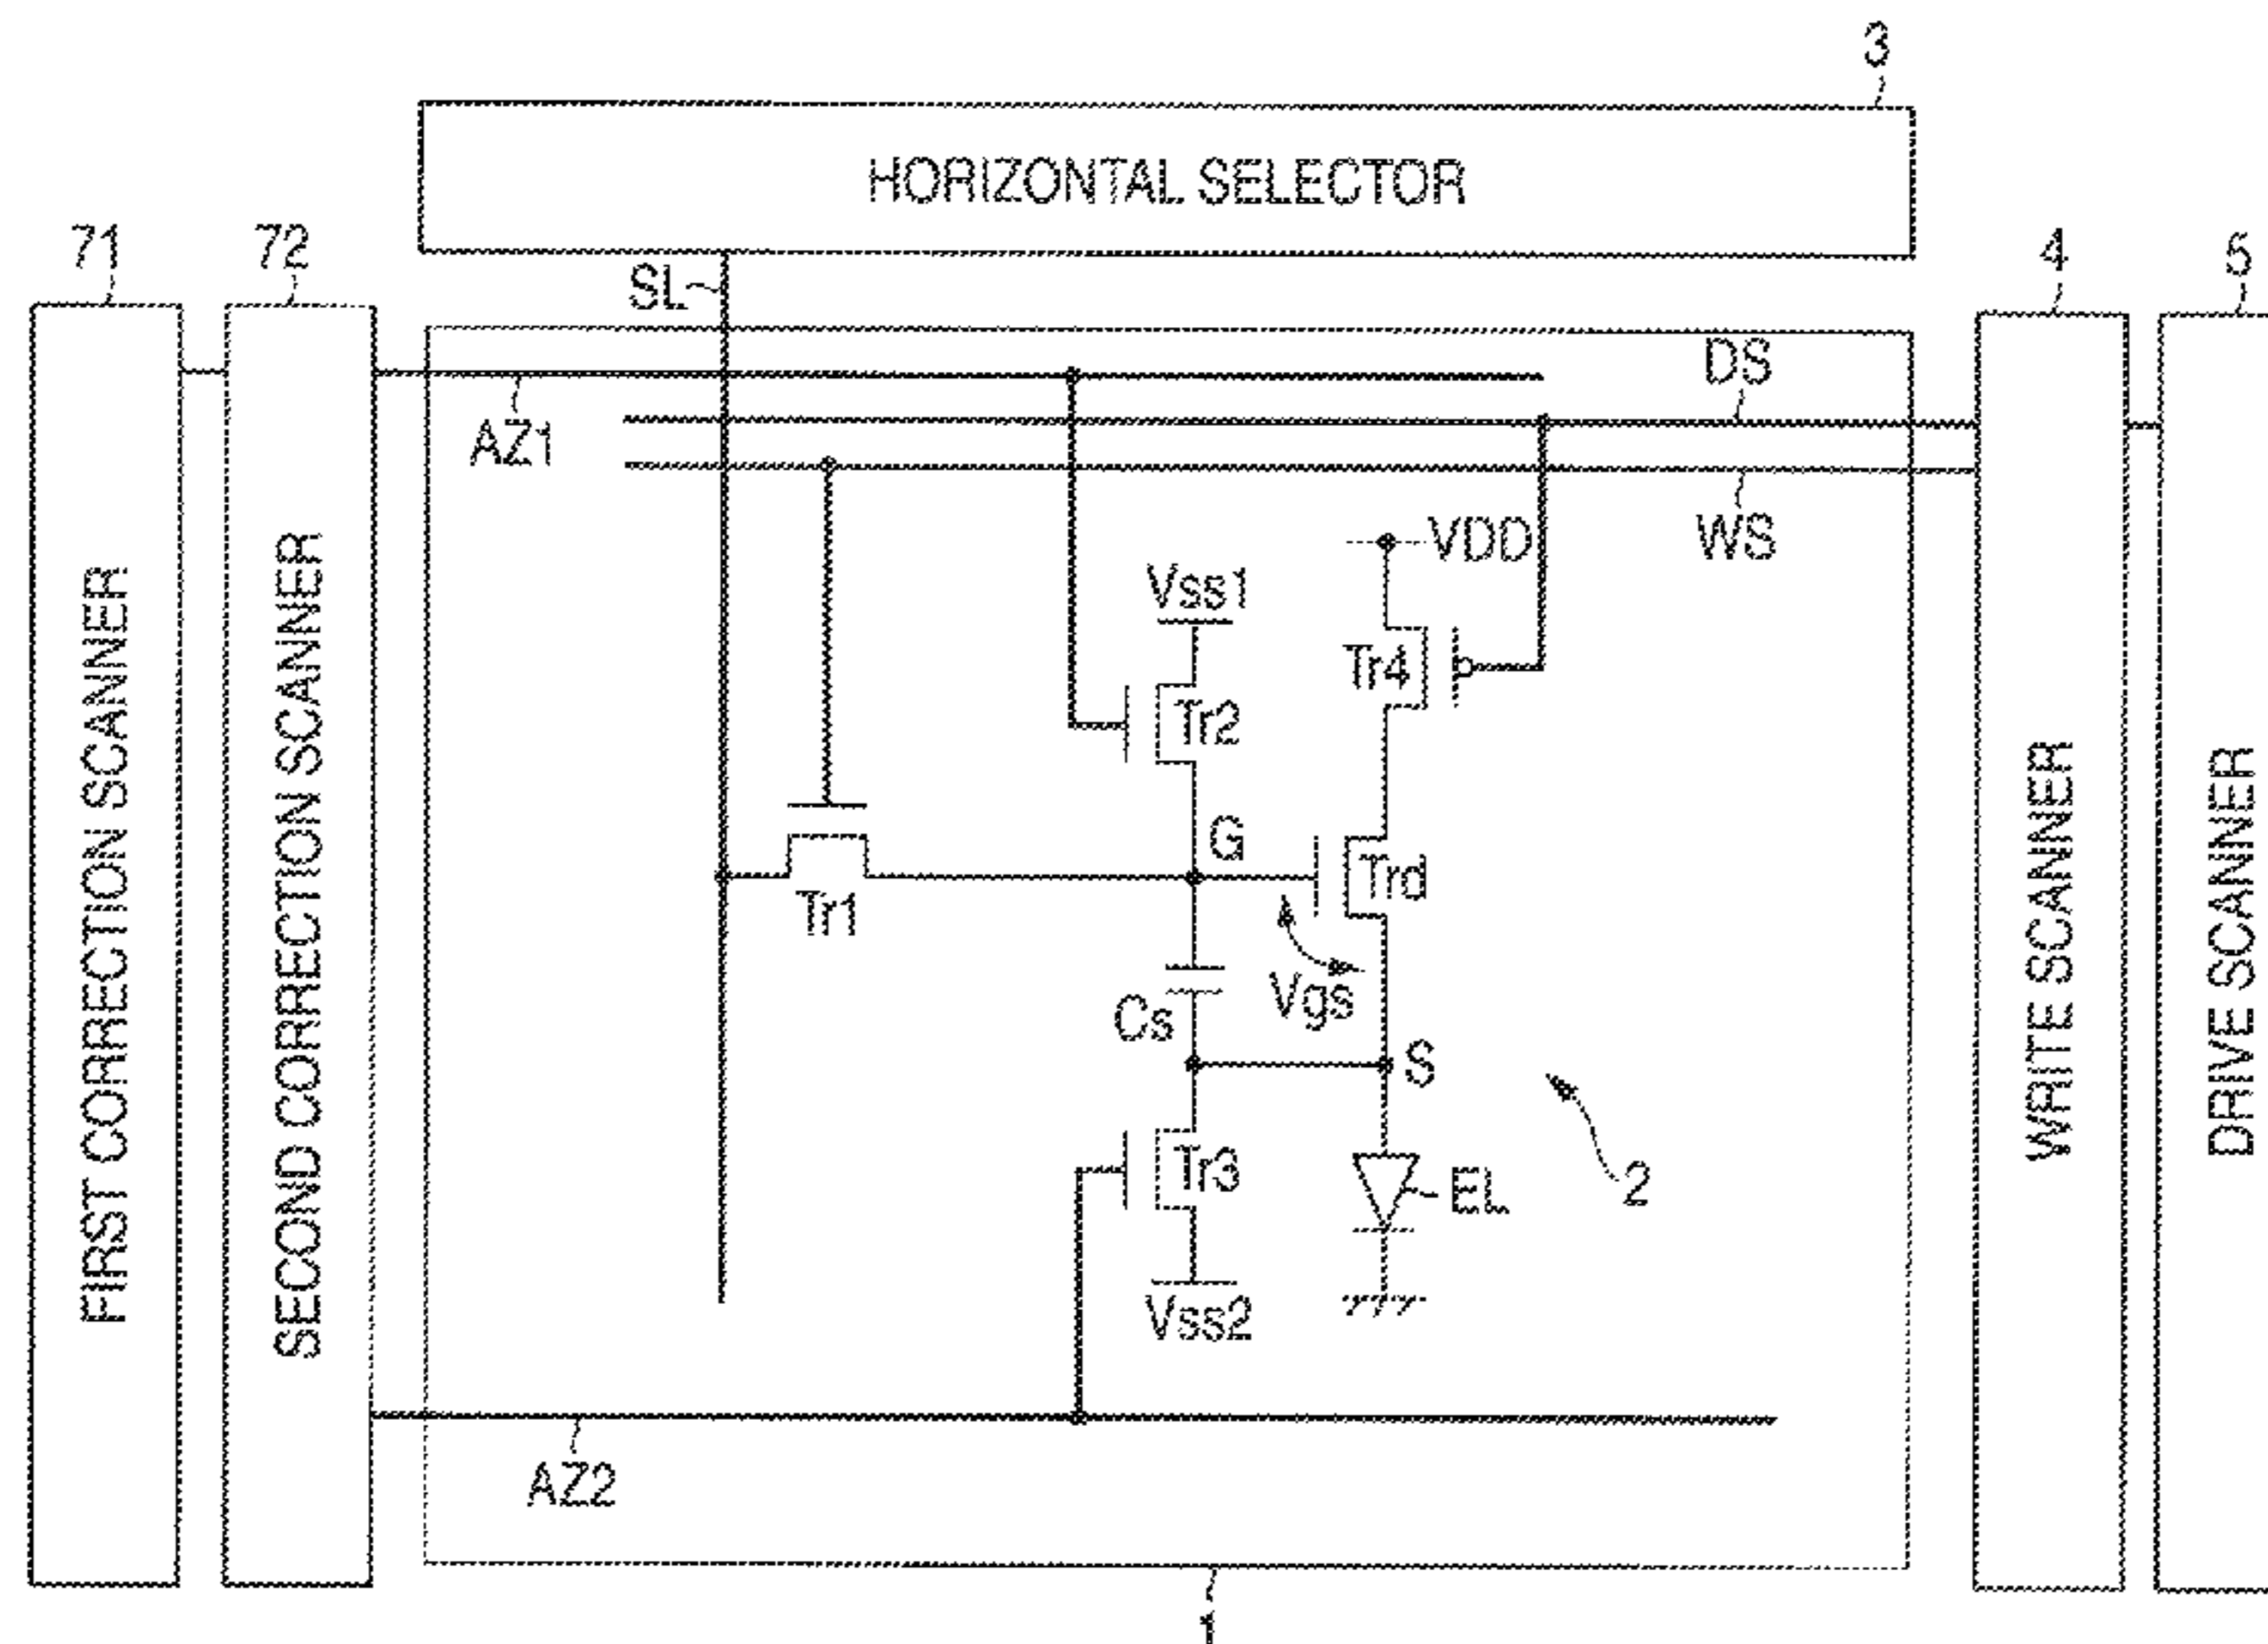 3
HORIZONTAL SELECTOR
71
72
SL
4
5
DS
AZ1
WS
VDD
Vss1
Tr4
Tr2
FIRST CORRECTION SCANNER
SECOND CORRECTION SCANNER
WRITE SCANNER
DRIVE SCANNER
G
Trd
Tr1
Vgs
Cs
S
Tr3
EL
2
Vss2
AZ2
1